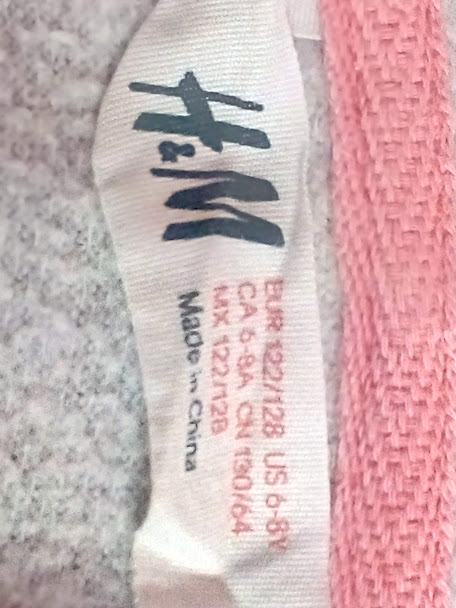 H&M
EUR 122/128 US 6-8Y
CA 6-8A CN 130/64
MX 122/128
Made in China